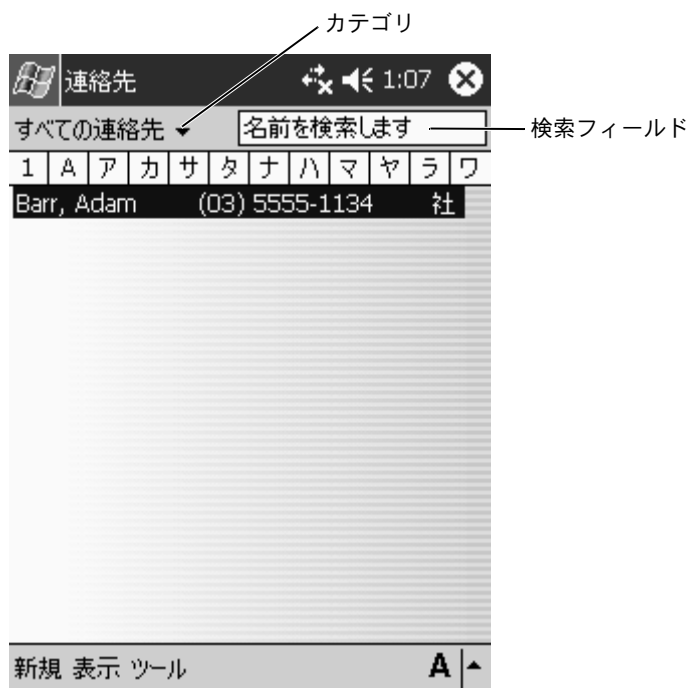 カテゴリ
連絡先 1:07
すべての連絡先 名前を検索します 検索フィールド
1 A ア カ サ タ ナ ハ マ ヤ ラ ワ
Barr, Adam (03) 5555-1134 社
新規 表示 ツール A